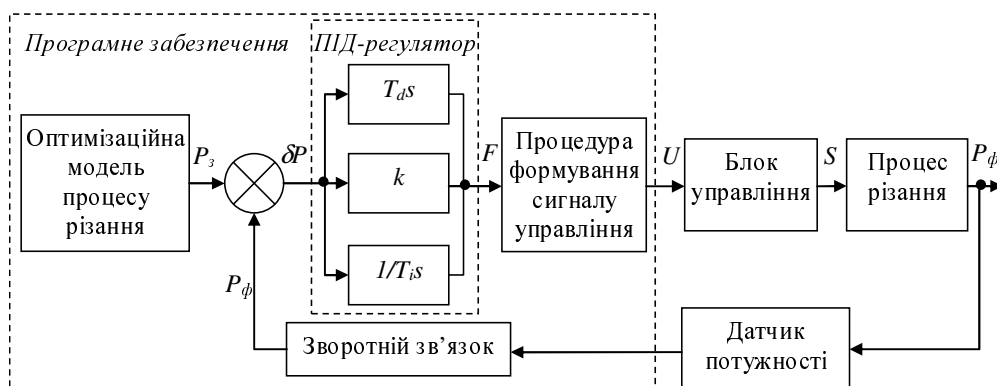 Програмне забезпечення
ПІД-регулятор
Оптимізаційна
модель
процесу
різання
Pз
δP
Tds
k
1/Tis
F
Процедура
формування
сигналу
управління
U
Блок
управління
S
Процес
різання
Pф
Pф
Зворотній зв’язок
Датчик
потужності